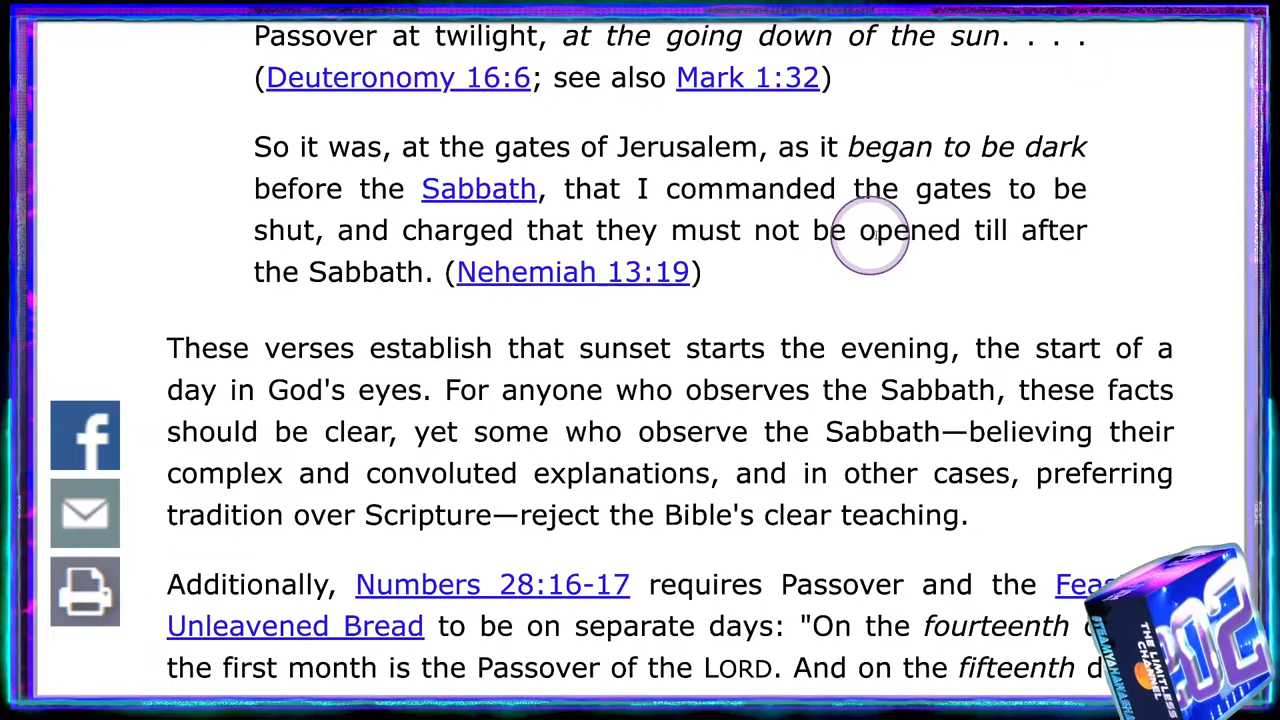 Passover at twilight, at the going down of the sun. . . .
(Deuteronomy 16:6; see also Mark 1:32)
So it was, at the gates of Jerusalem, as it began to be dark
before the Sabbath, that I commanded the gates to be
shut, and charged that they must not be opened till after
the Sabbath. (Nehemiah 13:19)
These verses establish that sunset starts the evening, the start of a
day in God's eyes. For anyone who observes the Sabbath, these facts
should be clear, yet some who observe the Sabbath—believing their
complex and convoluted explanations, and in other cases, preferring
tradition over Scripture—reject the Bible's clear teaching.
Additionally, Numbers 28:16-17 requires Passover and the
Unleavened Bread to be on separate days: "On the fourteenth
the first month is the Passover of the LORD. And on the fifteenth
THE LIMITLESS
CHANNEL